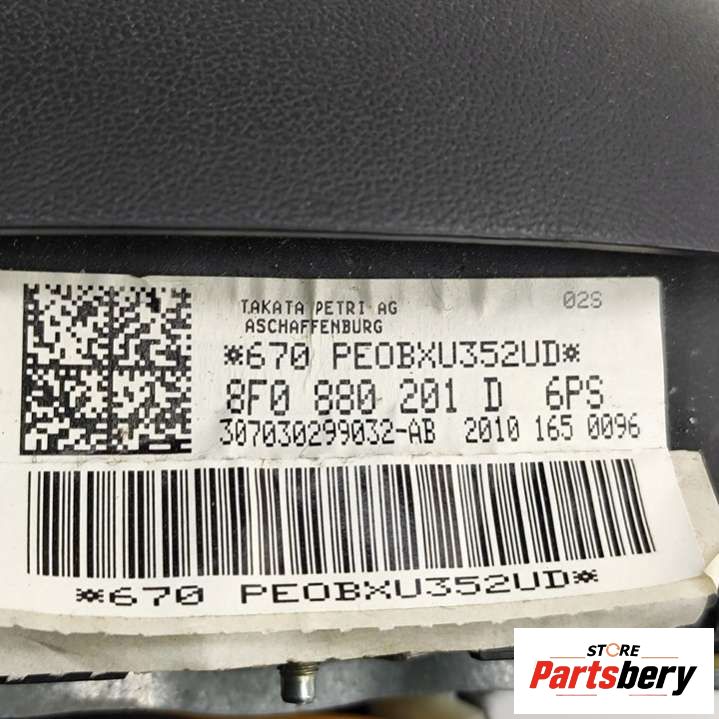 TAKATA PETRI AG 02S
ASCHAFFENBURG
*670 PEOBXU352UD*
8F0 880 201 D 6PS
307030299032-AB 2010 165 0096
*670 PEOBXU352UD*
STORE
Partsbery